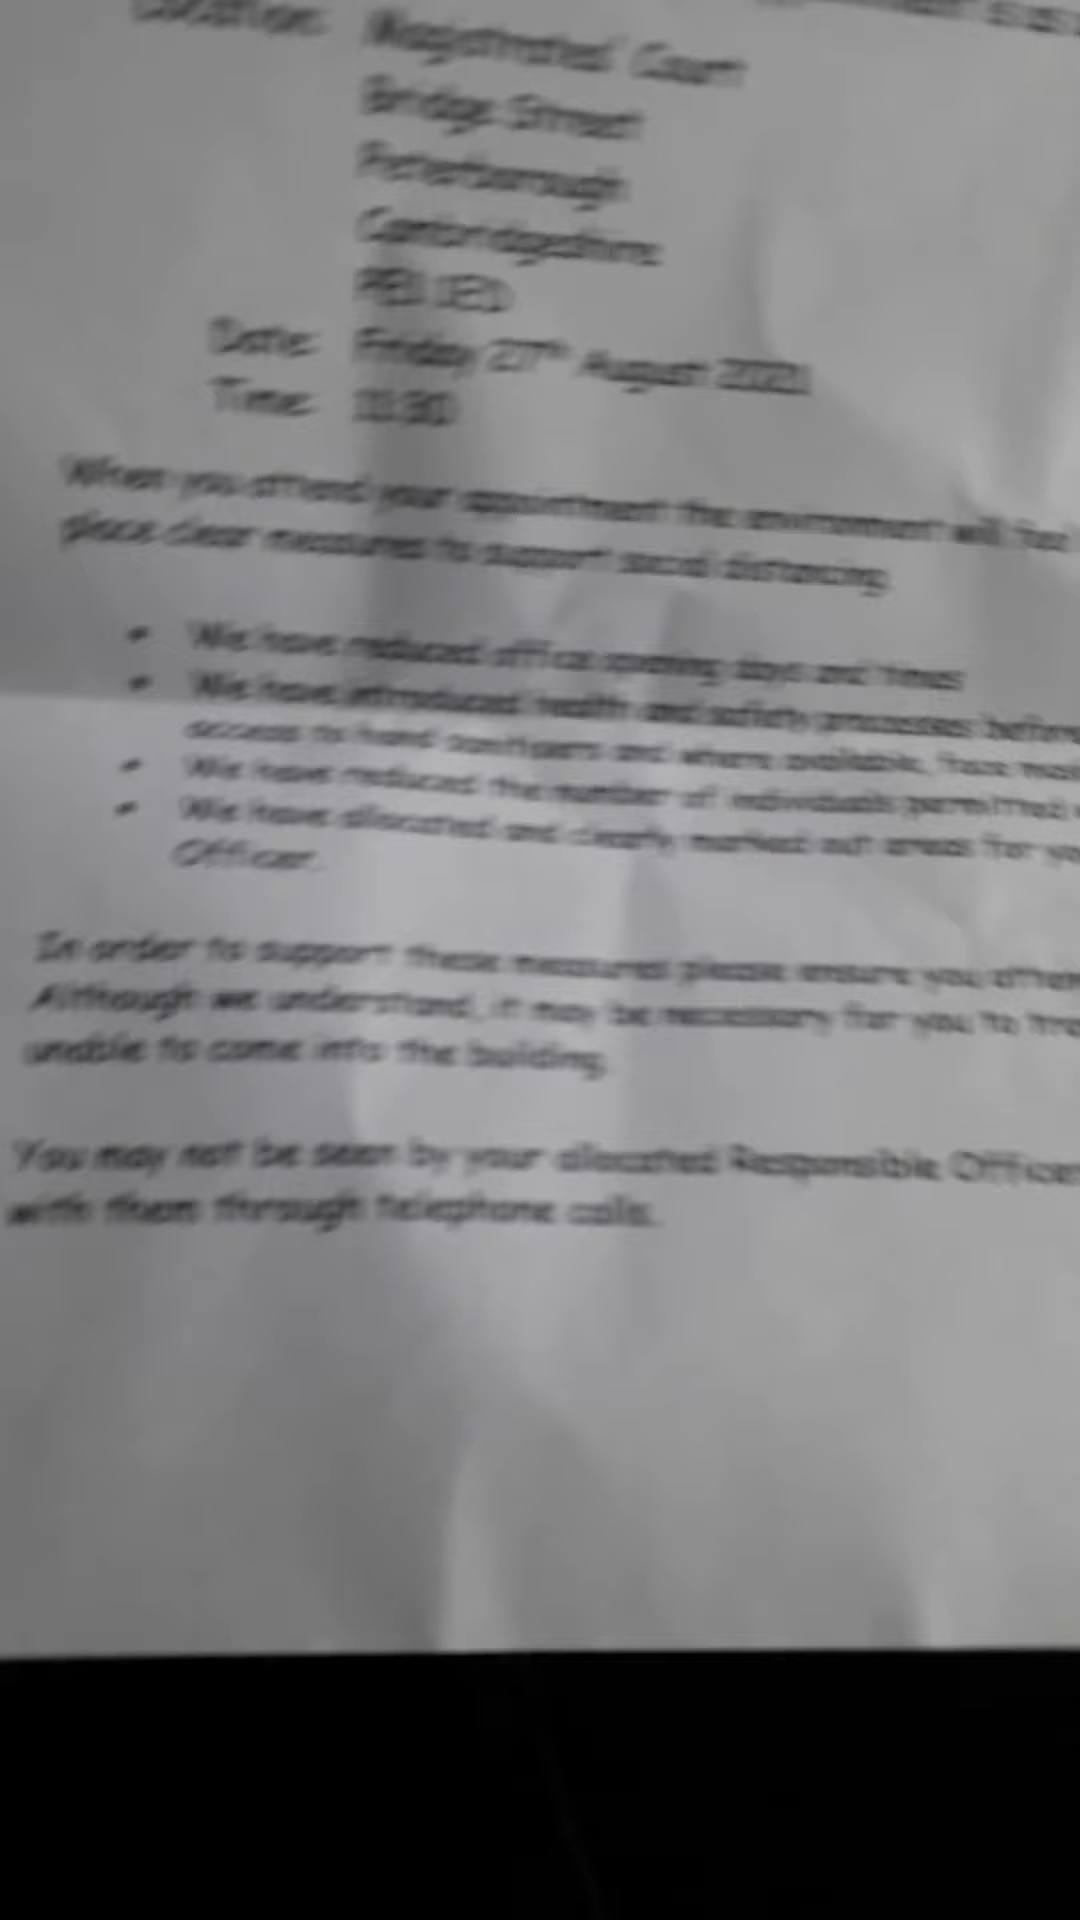 Location: Magistrates' Court
Bridge Street
Peterborough
Cambridgeshire
PE1 1ED
Date: Friday 27th August 2021
Time:
When you attend your appointment the environment will
place clear measures to support social distancing.
• We have reduced office opening days and times
• We have introduced health and safety processes before
access to hand sanitisers and where available, face
• We have reduced the number of individuals permitted
• We have allocated and clearly marked out areas for
Officer.
In order to support these measures please ensure you
Although we understand, it may be necessary for you to
unable to come into the building.
You may not be seen by your allocated Responsible Officer
with them through telephone calls.